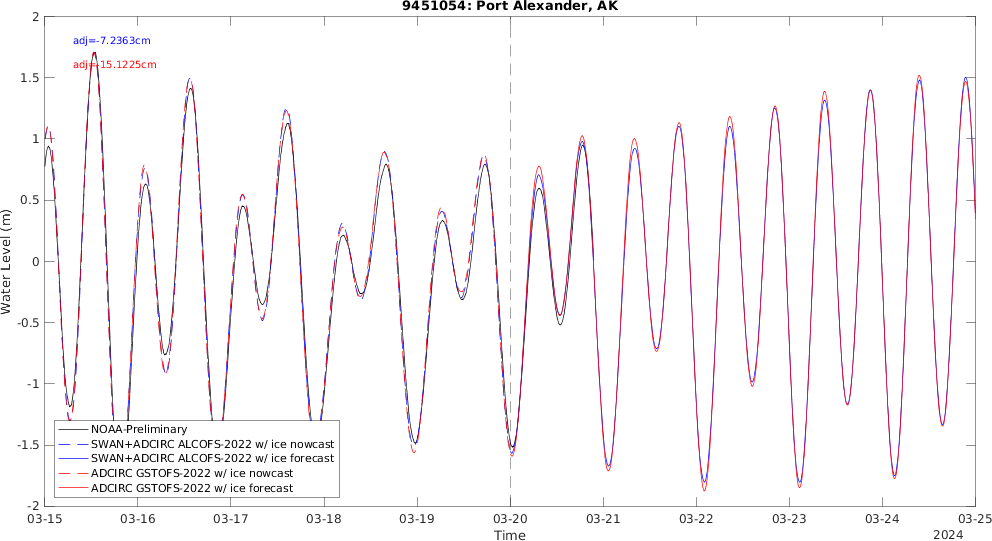 9451054: Port Alexander, AK
adj=-7.2363cm
adj=-15.1225cm
Water Level (m)
2
1.5
1
0.5
0
-0.5
-1
-1.5
-2
NOAA-Preliminary
SWAN+ADCIRC ALCOFS-2022 w/ ice nowcast
SWAN+ADCIRC ALCOFS-2022 w/ ice forecast
ADCIRC GSTOFS-2022 w/ ice nowcast
ADCIRC GSTOFS-2022 w/ ice forecast
03-15 03-16 03-17 03-18 03-19 03-20 03-21 03-22 03-23 03-24 03-25
Time
2024